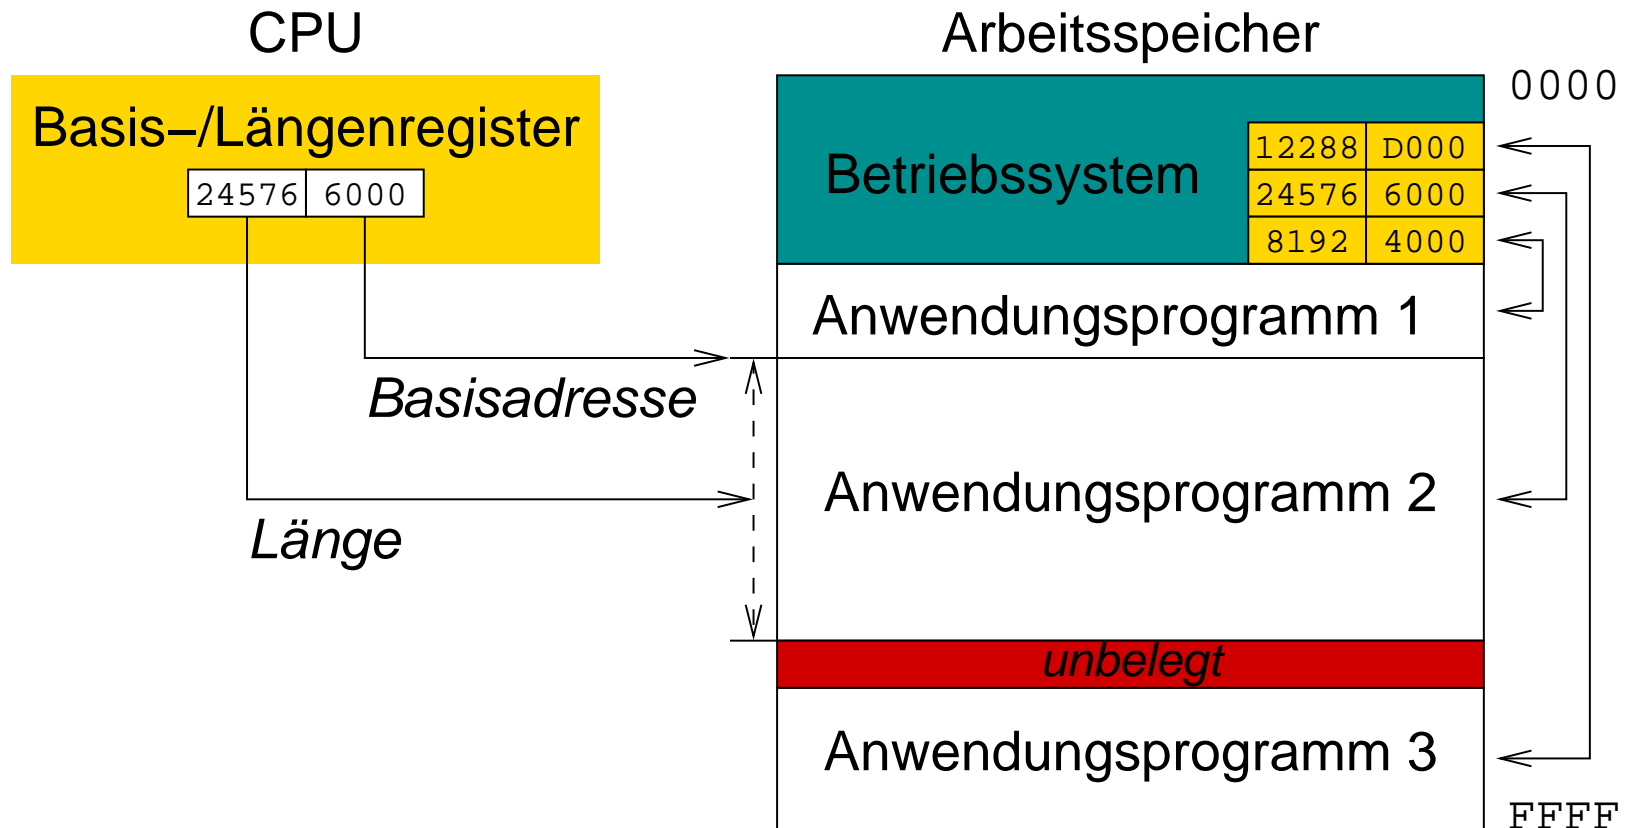 CPU
Arbeitsspeicher
0000
Basis–/Längenregister
24576 6000
Betriebssystem
12288 D000
24576 6000
8192 4000
Anwendungsprogramm 1
Basisadresse
Anwendungsprogramm 2
Länge
unbelegt
Anwendungsprogramm 3
FFFF